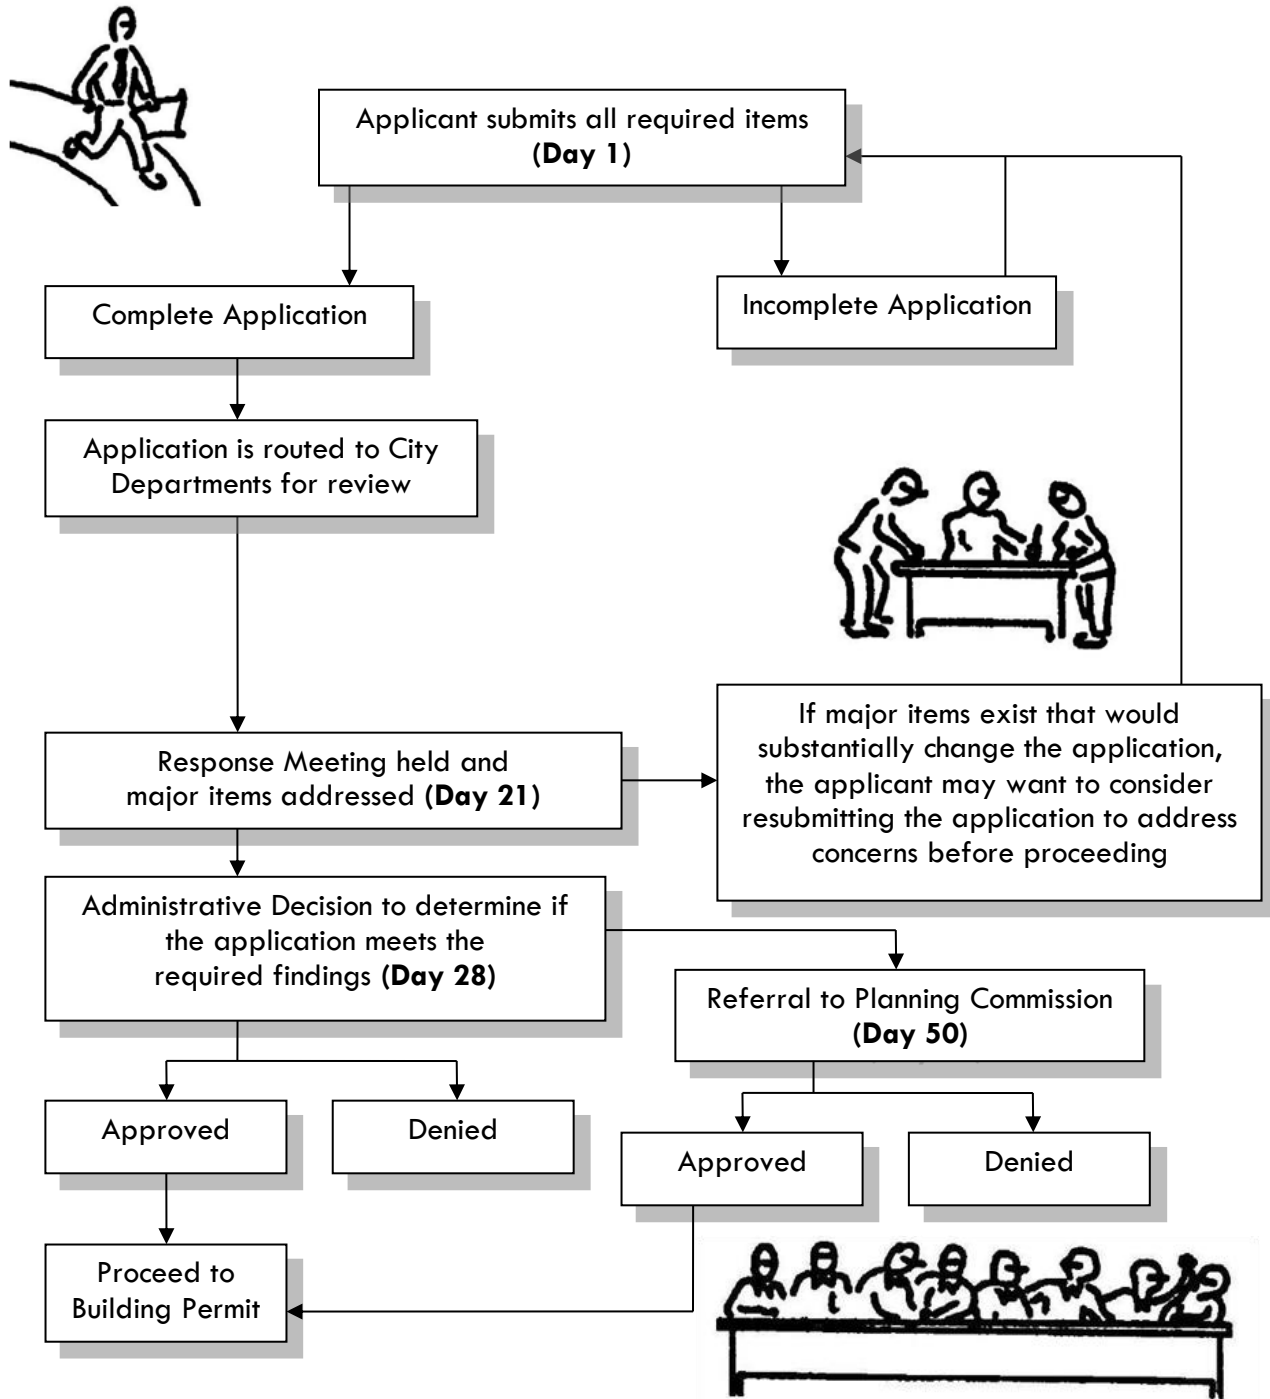 Applicant submits all required items
(Day 1)
Complete Application
Incomplete Application
Application is routed to City
Departments for review
Response Meeting held and
major items addressed (Day 21)
If major items exist that would
substantially change the application,
the applicant may want to consider
resubmitting the application to address
concerns before proceeding
Administrative Decision to determine if
the application meets the
required findings (Day 28)
Referral to Planning Commission
(Day 50)
Approved
Denied
Approved
Denied
Proceed to
Building Permit